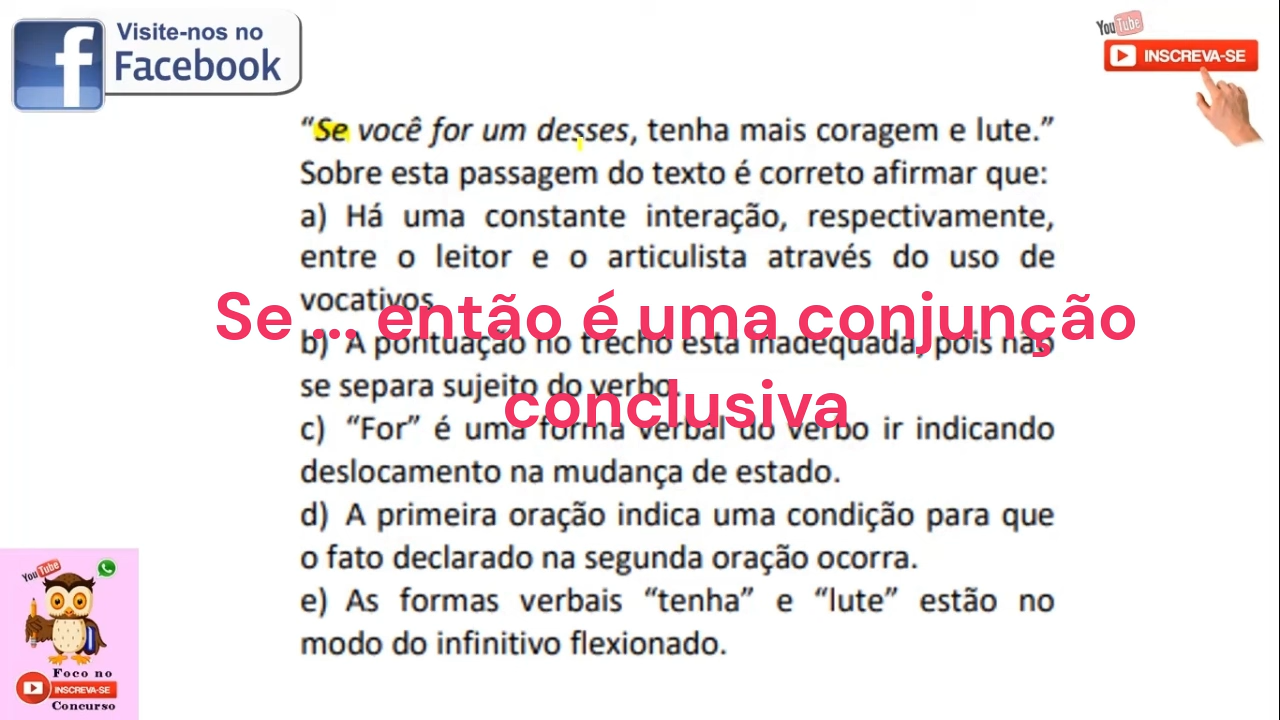 Visite-nos no
Facebook
YouTube
INSCREVA-SE
“Se você for um desses, tenha mais coragem e lute.”
Sobre esta passagem do texto é correto afirmar que:
a) Há uma constante interação, respectivamente,
entre o leitor e o articulista através do uso de
vocativos.
Se ... então é uma conjunção
b) A pontuação no trecho está inadequada, pois não
se separa sujeito do verbo.
conclusiva
c) “For” é uma forma verbal do verbo ir indicando
deslocamento na mudança de estado.
d) A primeira oração indica uma condição para que
o fato declarado na segunda oração ocorra.
e) As formas verbais “tenha” e “lute” estão no
modo do infinitivo flexionado.
YouTube
Foco no
INSCREVA-SE
Concurso